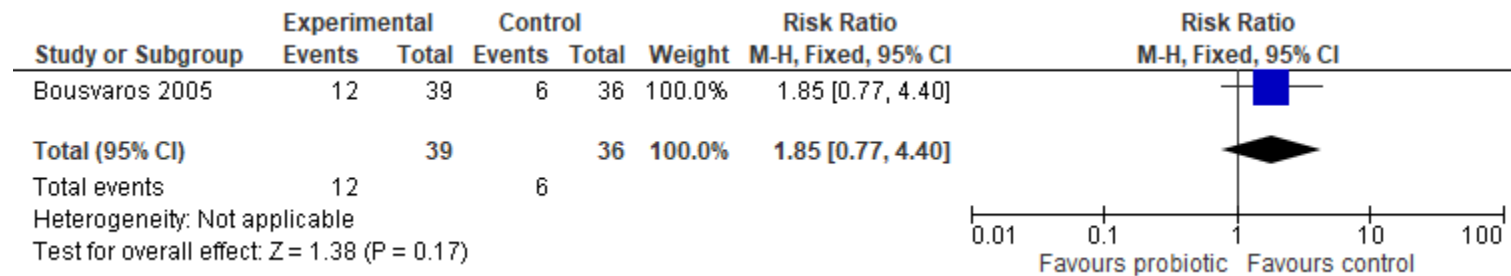 Experimental Control Risk Ratio Risk Ratio
Study or Subgroup Events Total Events Total Weight M-H, Fixed, 95% CI M-H, Fixed, 95% CI
Bousvaros 2005 12 39 6 36 100.0% 1.85 [0.77, 4.40]
Total (95% CI) 39 36 100.0% 1.85 [0.77, 4.40]
Total events 12 6
Heterogeneity: Not applicable
Test for overall effect: Z = 1.38 (P = 0.17)
0.01 0.1 1 10 100
Favours probiotic Favours control